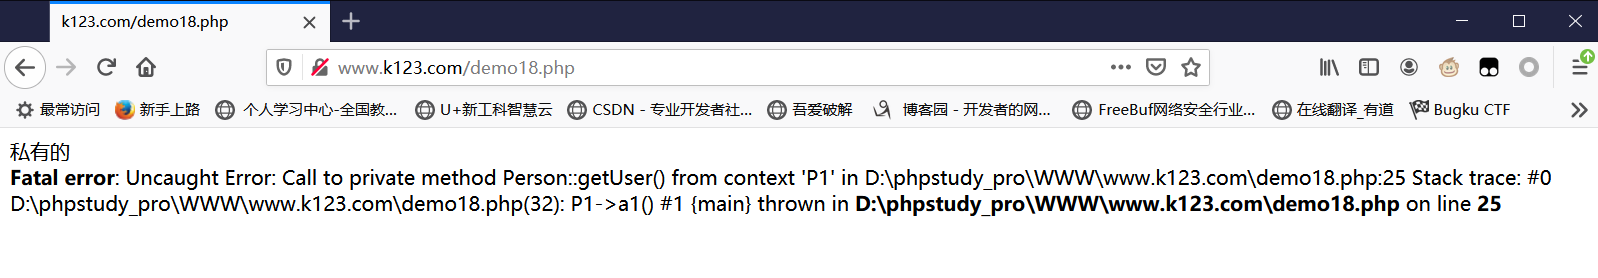 k123.com/demo18.php
www.k123.com/demo18.php
最常访问 新手上路 个人学习中心-全国教... U+新工科智慧云 CSDN - 专业开发者社... 吾爱破解 博客园 - 开发者的网... FreeBuf网络安全行业... 在线翻译_有道 Bugku CTF
私有的
Fatal error: Uncaught Error: Call to private method Person::getUser() from context 'P1' in D:\phpstudy_pro\WWW\www.k123.com\demo18.php:25 Stack trace: #0
D:\phpstudy_pro\WWW\www.k123.com\demo18.php(32): P1->a1() #1 {main} thrown in D:\phpstudy_pro\WWW\www.k123.com\demo18.php on line 25